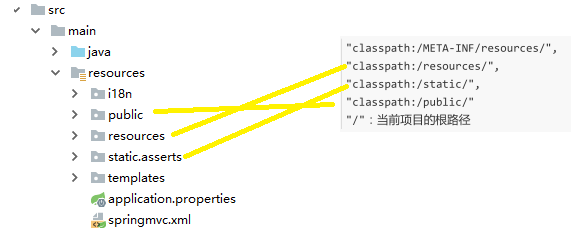 src
main
java
resources
i18n
public
resources
static.asserts
templates
application.properties
springmvc.xml
"classpath:/META-INF/resources/",
"classpath:/resources/",
"classpath:/static/",
"classpath:/public/"
"/"：当前项目的根路径